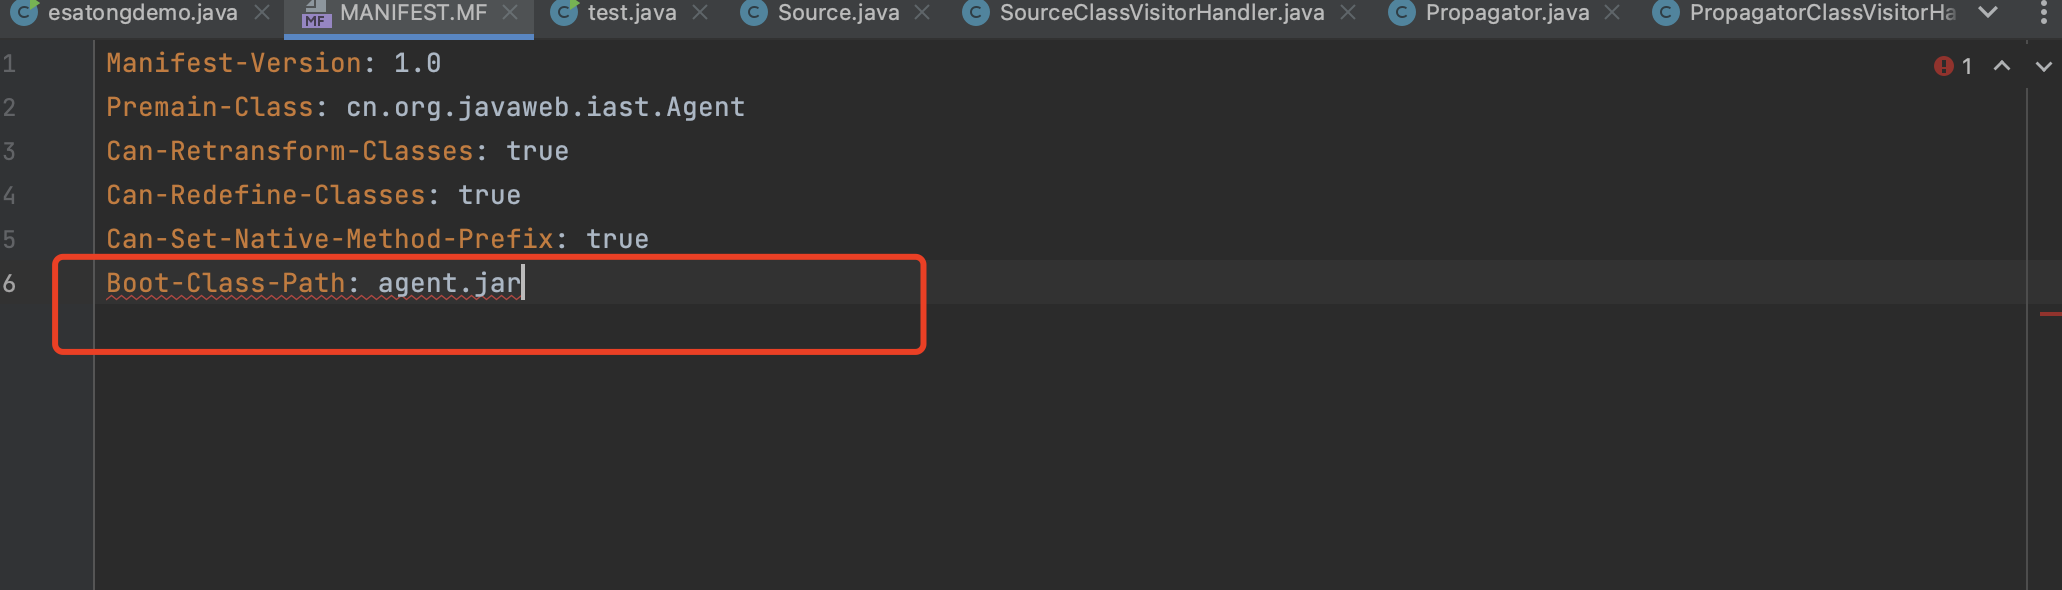 esatongdemo.java MANIFEST.MF test.java Source.java SourceClassVisitorHandler.java Propagator.java PropagatorClassVisitorHa
MF
1
1 Manifest-Version: 1.0
2 Premain-Class: cn.org.javaweb.iast.Agent
3 Can-Retransform-Classes: true
4 Can-Redefine-Classes: true
5 Can-Set-Native-Method-Prefix: true
6 Boot-Class-Path: agent.jar